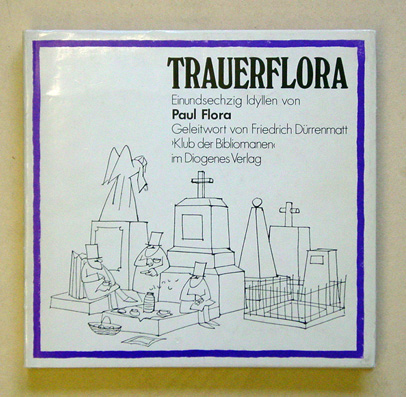 TRAUERFLORA
Einundsechzig Idyllen von
Paul Flora
Geleitwort von Friedrich Dürrenmatt
›Klub der Bibliomanen‹
im Diogenes Verlag